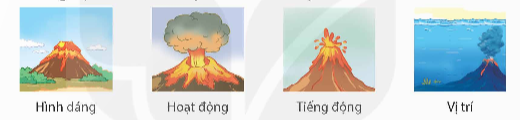 Hình dáng
Hoạt động
Tiếng động
Vị trí